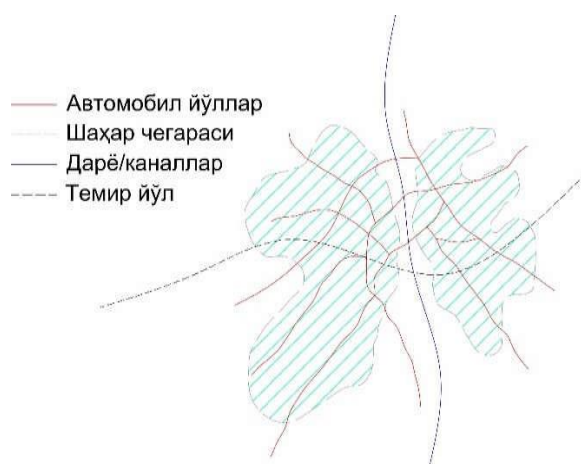 Автомобил йўллар
Шаҳар чегараси
Дарё/каналлар
Темир йўл